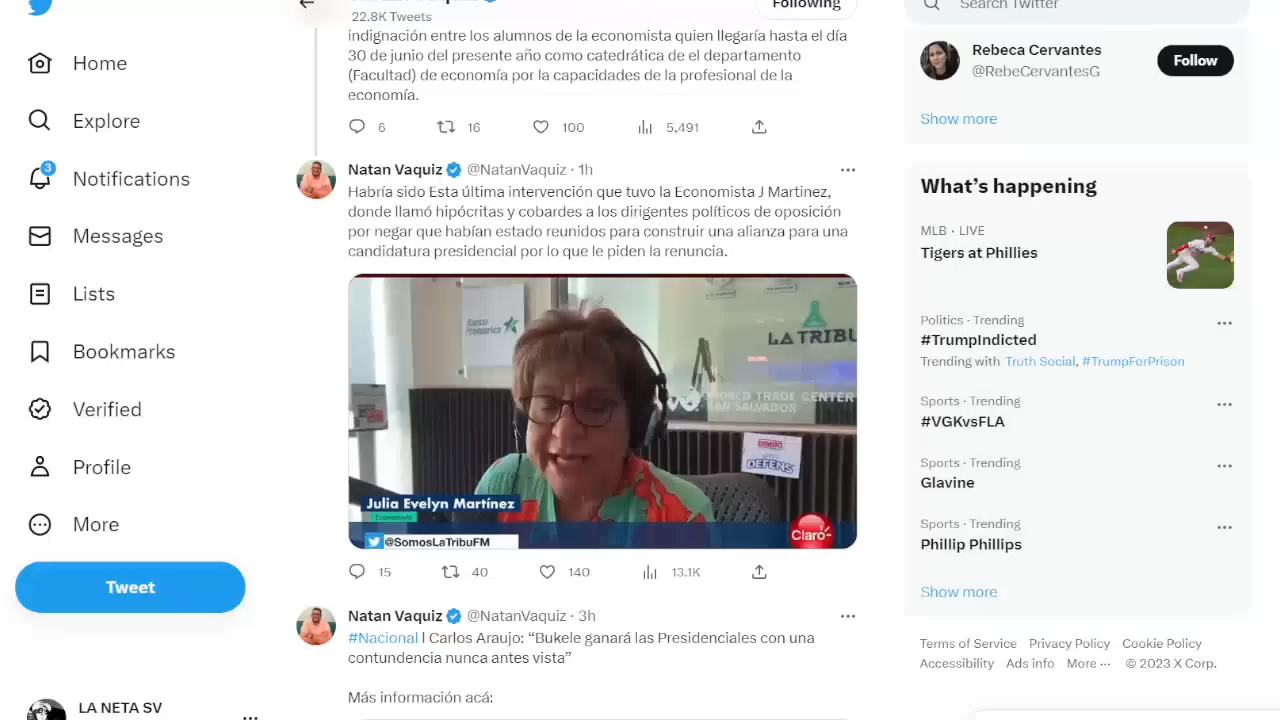 Natan Vaquiz
22.8K Tweets
Following
indignación entre los alumnos de la economista quien llegaría hasta el día
30 de junio del presente año como catedrática de el departamento
(Facultad) de economía por la capacidades de la profesional de la
economía.
6 16 100 5,491
Natan Vaquiz @NatanVaquiz · 1h
Habría sido Esta última intervención que tuvo la Economista J Martinez,
donde llamó hipócritas y cobardes a los dirigentes políticos de oposición
por negar que habían estado reunidos para construir una alianza para una
candidatura presidencial por lo que le piden la renuncia.
LA TRIBU
WORLD TRADE CENTER
SAN SALVADOR
BIMBO
DEFENS
Julia Evelyn Martínez
Economista
@SomosLaTribuFM
Claro
15 40 140 13.1K
Natan Vaquiz @NatanVaquiz · 3h
#Nacional l Carlos Araujo: “Bukele ganará las Presidenciales con una
contundencia nunca antes vista”
Más información acá:
Home
Explore
3
Notifications
Messages
Lists
Bookmarks
Verified
Profile
More
Tweet
LA NETA SV
Search Twitter
Rebeca Cervantes
@RebeCervantesG
Follow
Show more
What’s happening
MLB · LIVE
Tigers at Phillies
Politics · Trending
#TrumpIndicted
Trending with Truth Social, #TrumpForPrison
Sports · Trending
#VGKvsFLA
Sports · Trending
Glavine
Sports · Trending
Phillip Phillips
Show more
Terms of Service Privacy Policy Cookie Policy
Accessibility Ads info More ··· © 2023 X Corp.